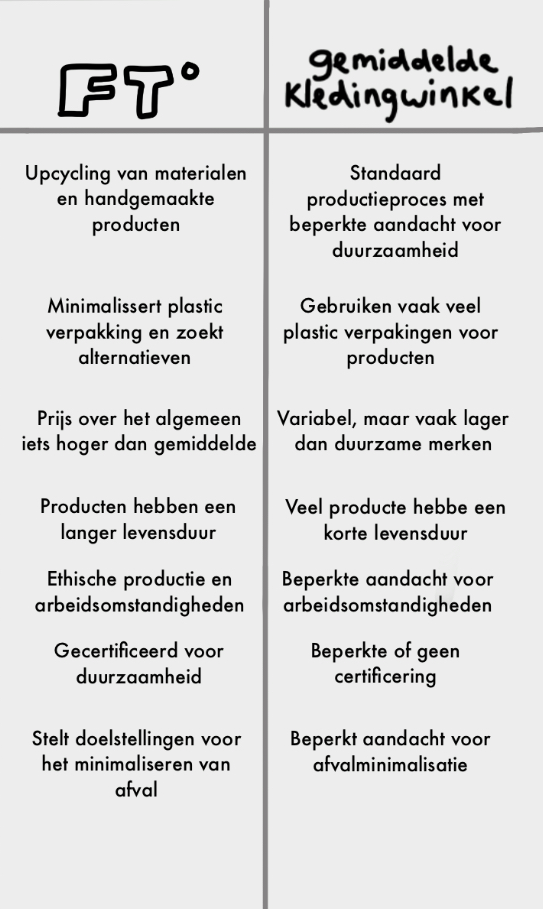 FT°
gemiddelde
kledingwinkel
Upcycling van materialen
en handgemaakte
producten
Standaard
productieproces met
beperkte aandacht voor
duurzaamheid
Minimalissert plastic
verpakking en zoekt
alternatieven
Gebruiken vaak veel
plastic verpakingen voor
producten
Prijs over het algemeen
iets hoger dan gemiddelde
Variabel, maar vaak lager
dan duurzame merken
Producten hebben een
langer levensduur
Veel producte hebbe een
korte levensduur
Ethische productie en
arbeidsomstandigheden
Beperkte aandacht voor
arbeidsomstandigheden
Gecertificeerd voor
duurzaamheid
Beperkte of geen
certificering
Stelt doelstellingen voor
het minimaliseren van
afval
Beperkt aandacht voor
afvalminimalisatie